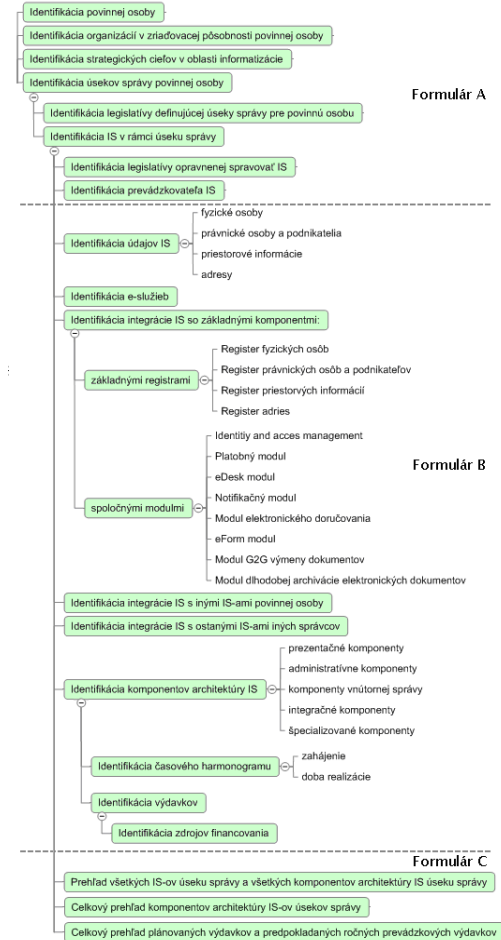 Identifikácia povinnej osoby
Identifikácia organizácií v zriaďovacej pôsobnosti povinnej osoby
Identifikácia strategických cieľov v oblasti informatizácie
Identifikácia úsekov správy povinnej osoby
Formulár A
Identifikácia legislatívy definujúcej úseky správy pre povinnú osobu
Identifikácia IS v rámci úseku správy
Identifikácia legislatívy opravnenej spravovať IS
Identifikácia prevádzkovateľa IS
Identifikácia údajov IS
fyzické osoby
právnické osoby a podnikatelia
priestorové informácie
adresy
Identifikácia e-služieb
Identifikácia integrácie IS so základnými komponentmi:
základnými registrami
Register fyzických osôb
Register právnických osôb a podnikateľov
Register priestorvých informácií
Register adries
Formulár B
spoločnými modulmi
Identitiy and acces management
Platobný modul
eDesk modul
Notifikačný modul
Modul elektronického doručovania
eForm modul
Modul G2G výmeny dokumentov
Modul dlhodobej archivácie elektronických dokumentov
Identifikácia integrácie IS s inými IS-ami povinnej osoby
Identifikácia integrácie IS s ostanými IS-ami iných správcov
Identifikácia komponentov architektúry IS
prezentačné komponenty
administratívne komponenty
komponenty vnútornej správy
integračné komponenty
špecializované komponenty
Identifikácia časového harmonogramu
zahájenie
doba realizácie
Identifikácia výdavkov
Identifikácia zdrojov financovania
Formulár C
Prehľad všetkých IS-ov úseku správy a všetkých komponentov architektúry IS úseku správy
Celkový prehľad komponentov architektúry IS-ov úsekov správy
Celkový prehľad plánovaných výdavkov a predpokladaných ročných prevádzkových výdavkov